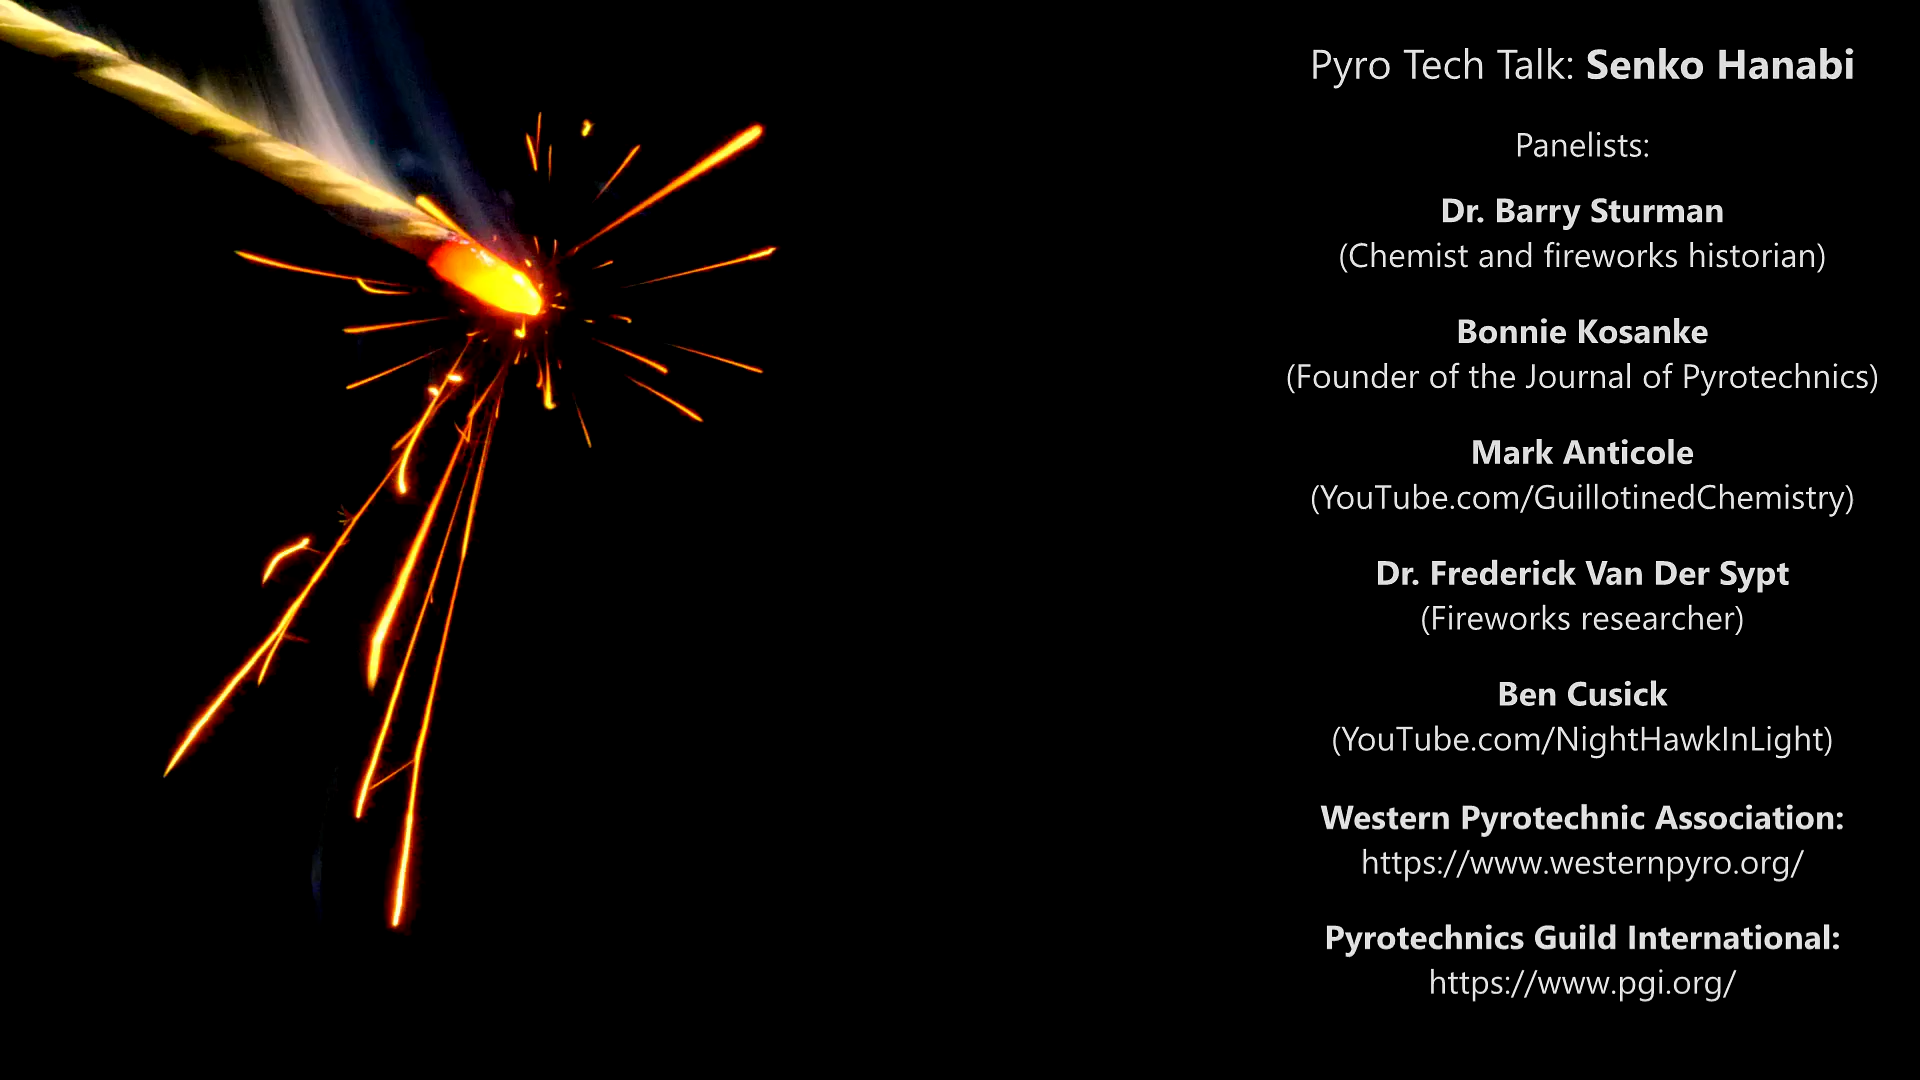 Pyro Tech Talk: Senko Hanabi
Panelists:
Dr. Barry Sturman
(Chemist and fireworks historian)
Bonnie Kosanke
(Founder of the Journal of Pyrotechnics)
Mark Anticole
(YouTube.com/GuillotinedChemistry)
Dr. Frederick Van Der Sypt
(Fireworks researcher)
Ben Cusick
(YouTube.com/NightHawkInLight)
Western Pyrotechnic Association:
https://www.westernpyro.org/
Pyrotechnics Guild International:
https://www.pgi.org/